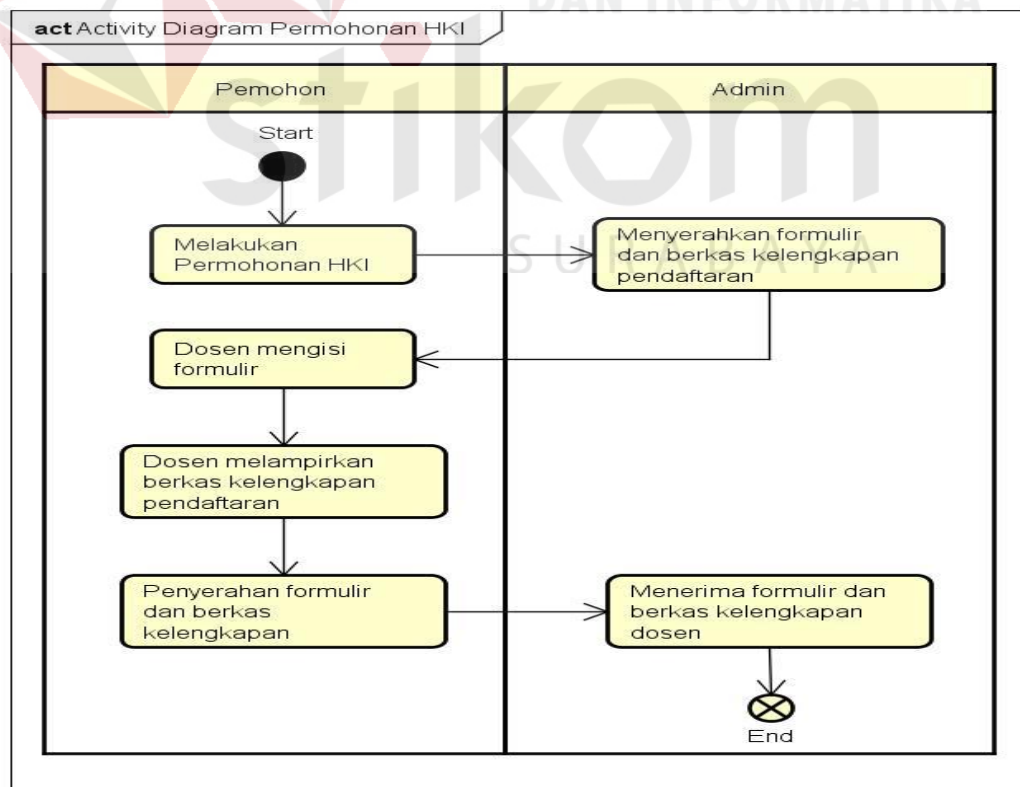 DAN INFORMATIKA
act Activity Diagram Permohonan HKI
Pemohon
Admin
stikom
SURABAYA
Start
Melakukan
Permohonan HKI
Menyerahkan formulir
dan berkas kelengkapan
pendaftaran
Dosen mengisi
formulir
Dosen melampirkan
berkas kelengkapan
pendaftaran
Penyerahan formulir
dan berkas
kelengkapan
Menerima formulir dan
berkas kelengkapan
dosen
End